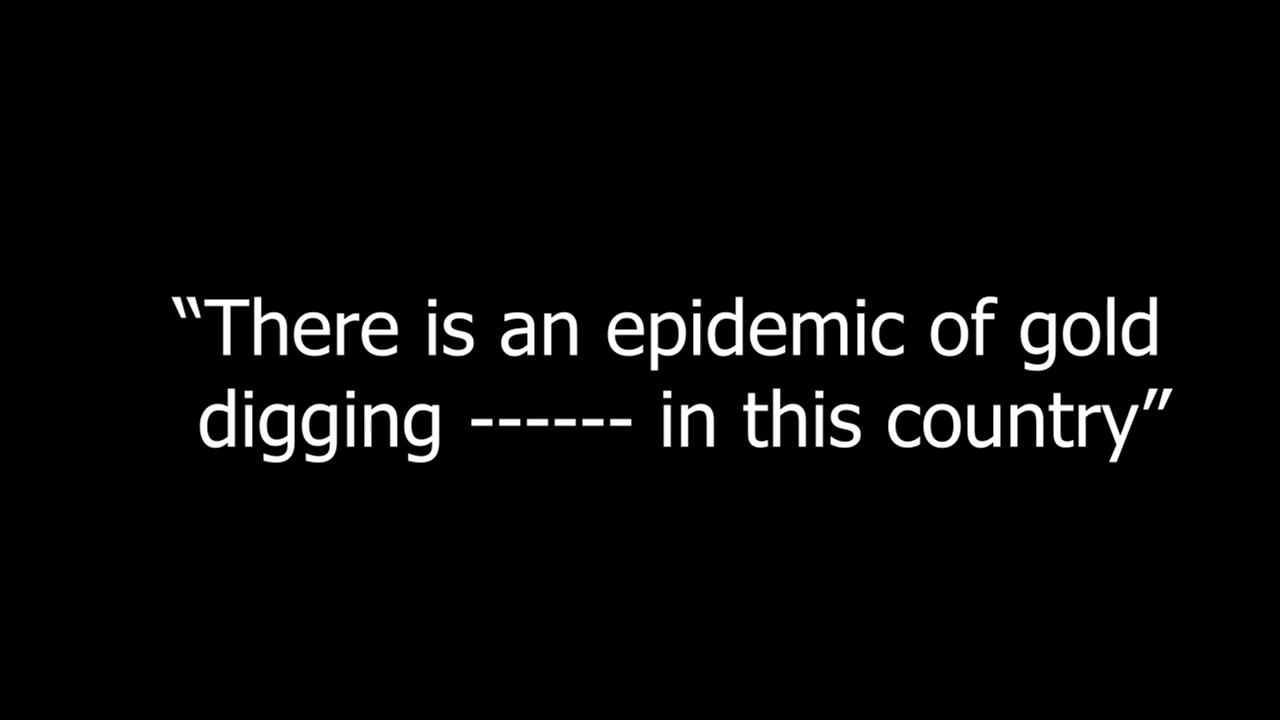 “There is an epidemic of gold
digging ------ in this country”